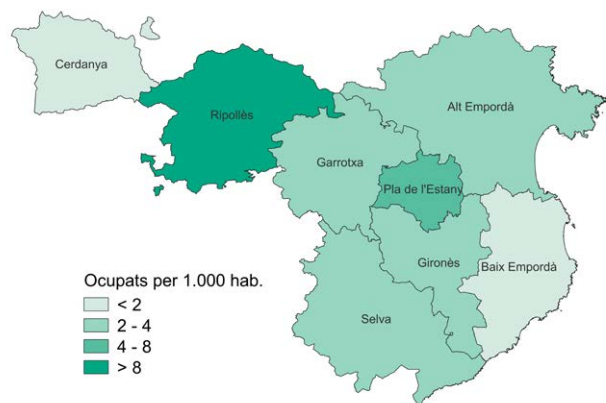 Cerdanya
Ripollès
Alt Empordà
Garrotxa
Pla de l'Estany
Gironès
Baix Empordà
Selva
Ocupats per 1.000 hab.
< 2
2 - 4
4 - 8
> 8